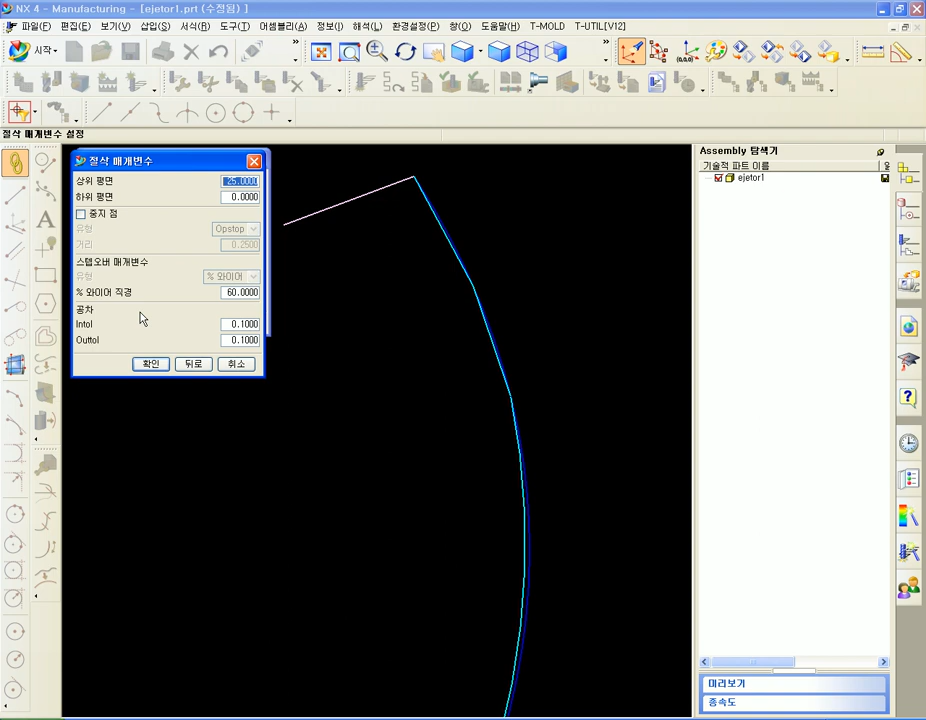 NX 4 - Manufacturing - [ejetor1.prt (수정됨) ]
파일(F) 편집(E) 보기(V) 삽입(S) 서석(R) 도구(T) 어셈블리(A) 정보(I) 해석(L) 환경설정(P) 창(O) 도움말(H) T-MOLD T-UTIL[V12]
시작
(0,0,0)
절삭 매개변수 설정
절삭 매개변수
상위 평면 25.0000
하위 평면 0.0000
중지 점
유형 Opstop
거리 0.2500
스텝오버 매개변수
유형 % 와이어
% 와이어 직경 60.0000
공차
Intol 0.1000
Outtol 0.1000
확인 뒤로 취소
Assembly 탐색기
기술적 파트 이름
ejetor1
미리보기
종속도